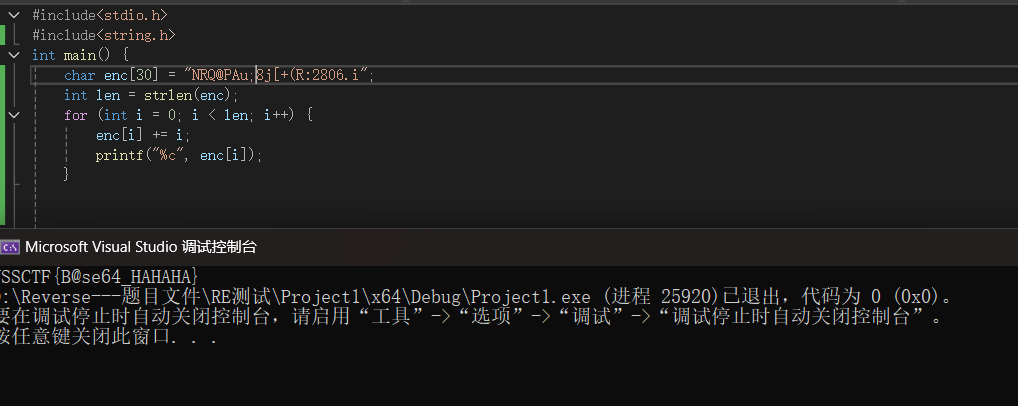 #include<stdio.h>
#include<string.h>
int main() {
char enc[30] = "NRQ@PAu;8j[+(R:2806.i";
int len = strlen(enc);
for (int i = 0; i < len; i++) {
enc[i] += i;
printf("%c", enc[i]);
}
Microsoft Visual Studio 调试控制台
SSCTF{B@se64_HAHAHA}
:\Reverse---题目文件\RE测试\Project1\x64\Debug\Project1.exe (进程 25920)已退出，代码为 0 (0x0)。
要在调试停止时自动关闭控制台，请启用“工具”->“选项”->“调试”->“调试停止时自动关闭控制台”。
按任意键关闭此窗口. . .